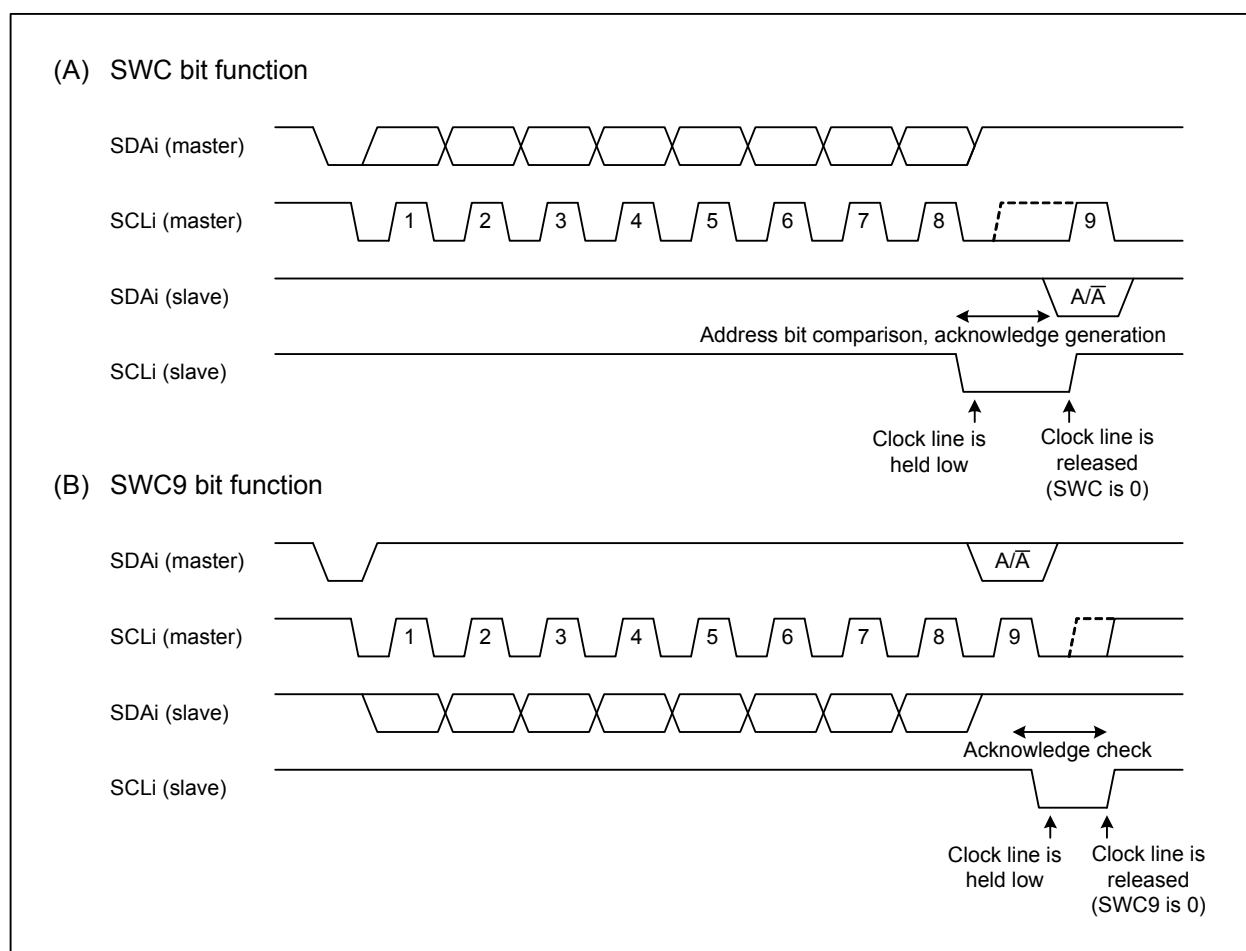 (A) SWC bit function
SDAi (master)
SCLi (master)
1 2 3 4 5 6 7 8 9
SDAi (slave)
A/A̅
Address bit comparison, acknowledge generation
SCLi (slave)
Clock line is
held low
Clock line is
released
(SWC is 0)
(B) SWC9 bit function
SDAi (master)
A/A̅
SCLi (master)
1 2 3 4 5 6 7 8 9
SDAi (slave)
Acknowledge check
SCLi (slave)
Clock line is
held low
Clock line is
released
(SWC9 is 0)